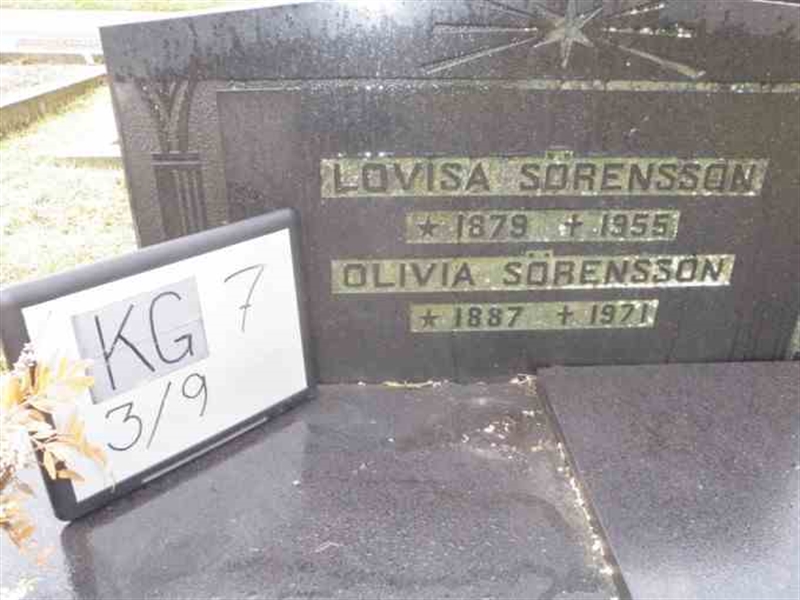 LOVISA SÖRENSSON
★ 1879 † 1955
OLIVIA SÖRENSSON
★ 1887 † 1971
KG 7
3/9